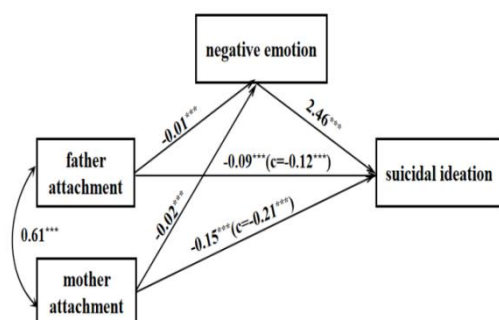 negative emotion
-0.01***
2.46***
father
attachment
-0.09***(c=-0.12***)
suicidal ideation
-0.02***
0.61***
-0.15***(c=-0.21***)
mother
attachment